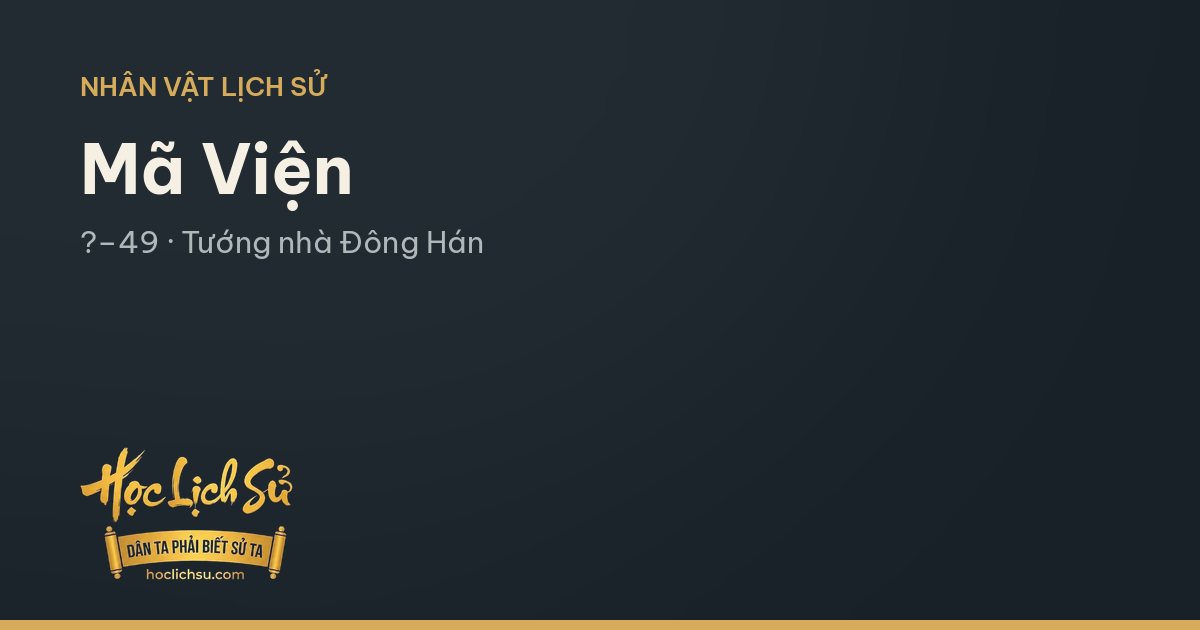 NHÂN VẬT LỊCH SỬ
Mã Viện
?–49 · Tướng nhà Đông Hán
Học Lịch Sử
DÂN TA PHẢI BIẾT SỬ TA
hoclichsu.com